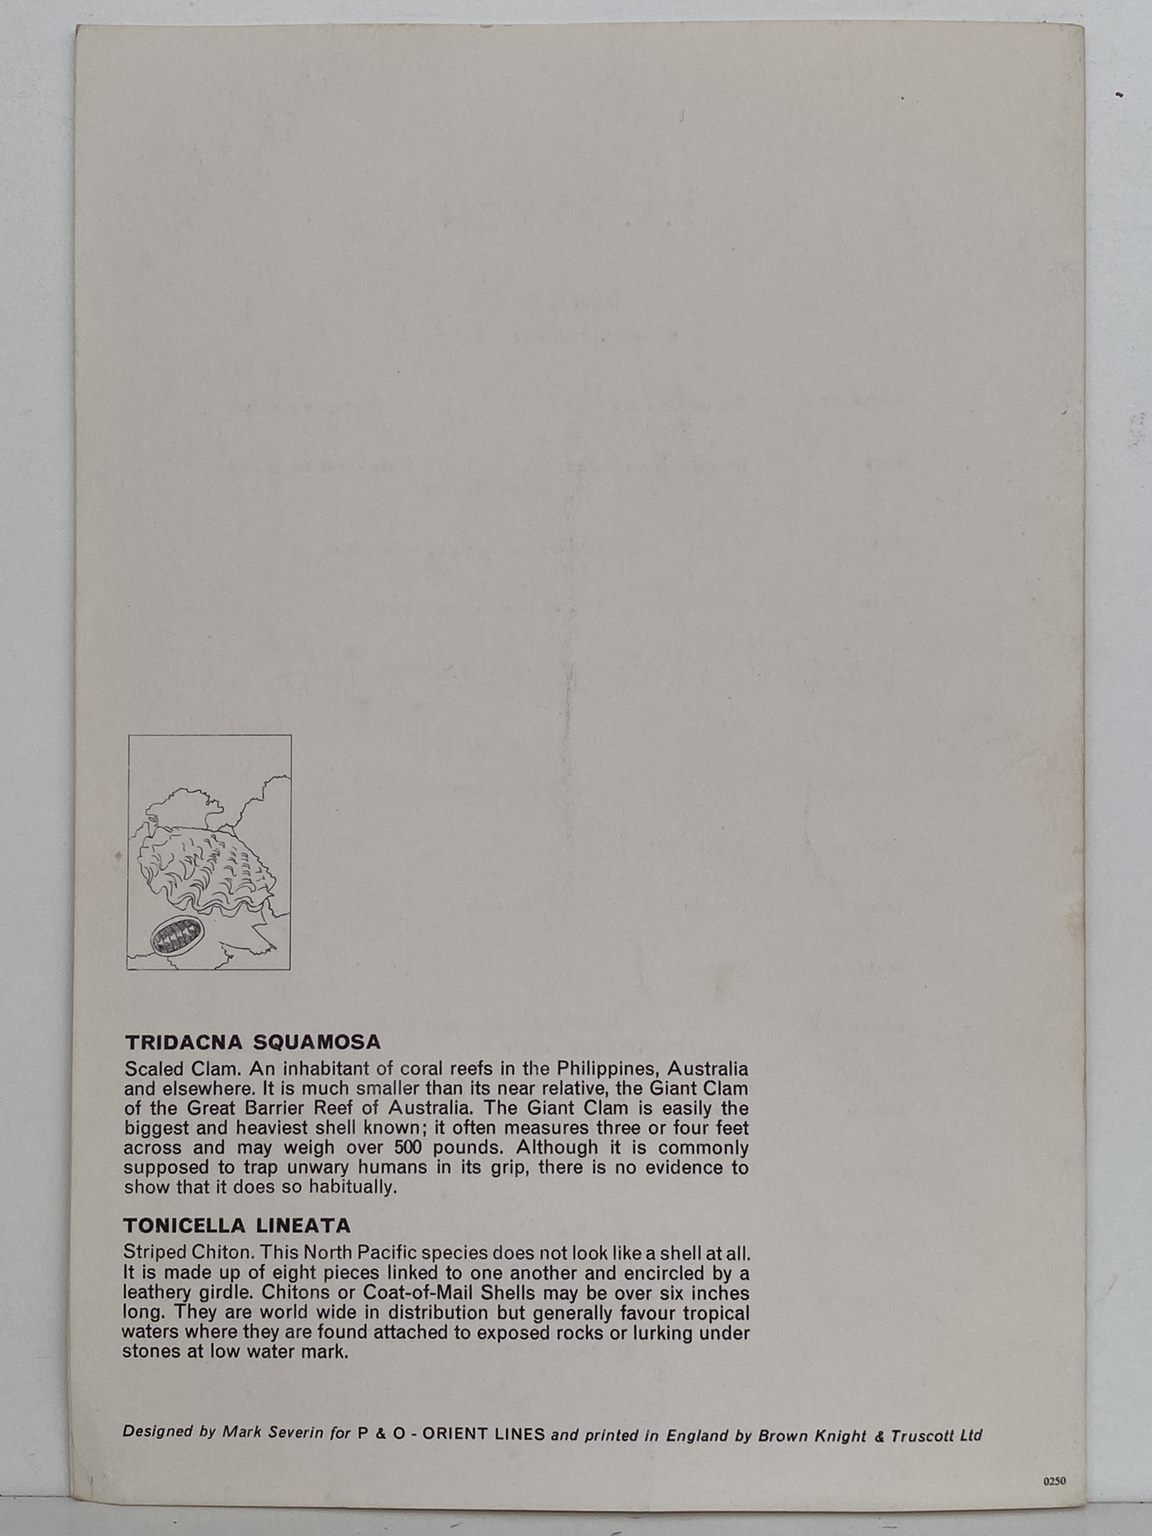 TRIDACNA SQUAMOSA
Scaled Clam. An inhabitant of coral reefs in the Philippines, Australia
and elsewhere. It is much smaller than its near relative, the Giant Clam
of the Great Barrier Reef of Australia. The Giant Clam is easily the
biggest and heaviest shell known; it often measures three or four feet
across and may weigh over 500 pounds. Although it is commonly
supposed to trap unwary humans in its grip, there is no evidence to
show that it does so habitually.
TONICELLA LINEATA
Striped Chiton. This North Pacific species does not look like a shell at all.
It is made up of eight pieces linked to one another and encircled by a
leathery girdle. Chitons or Coat-of-Mail Shells may be over six inches
long. They are world wide in distribution but generally favour tropical
waters where they are found attached to exposed rocks or lurking under
stones at low water mark.
Designed by Mark Severin for P & O - ORIENT LINES and printed in England by Brown Knight & Truscott Ltd
0250